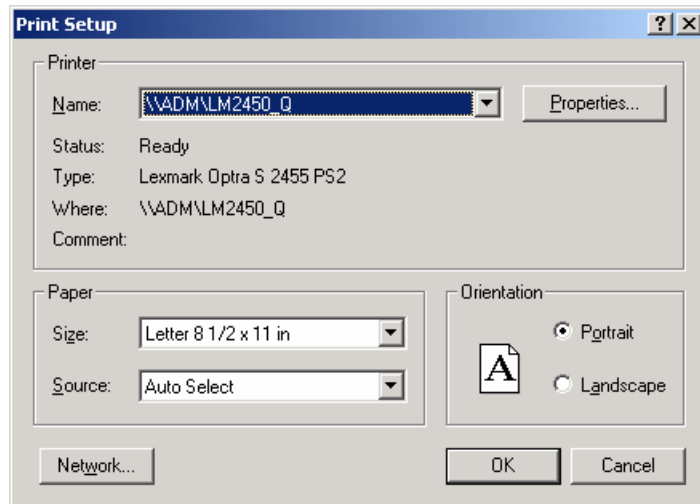 Print Setup
Printer
Name: \\ADM\LM2450_Q Properties...
Status: Ready
Type: Lexmark Optra S 2455 PS2
Where: \\ADM\LM2450_Q
Comment:
Paper
Size: Letter 8 1/2 x 11 in
Source: Auto Select
Orientation
A
Portrait
Landscape
Network... OK Cancel